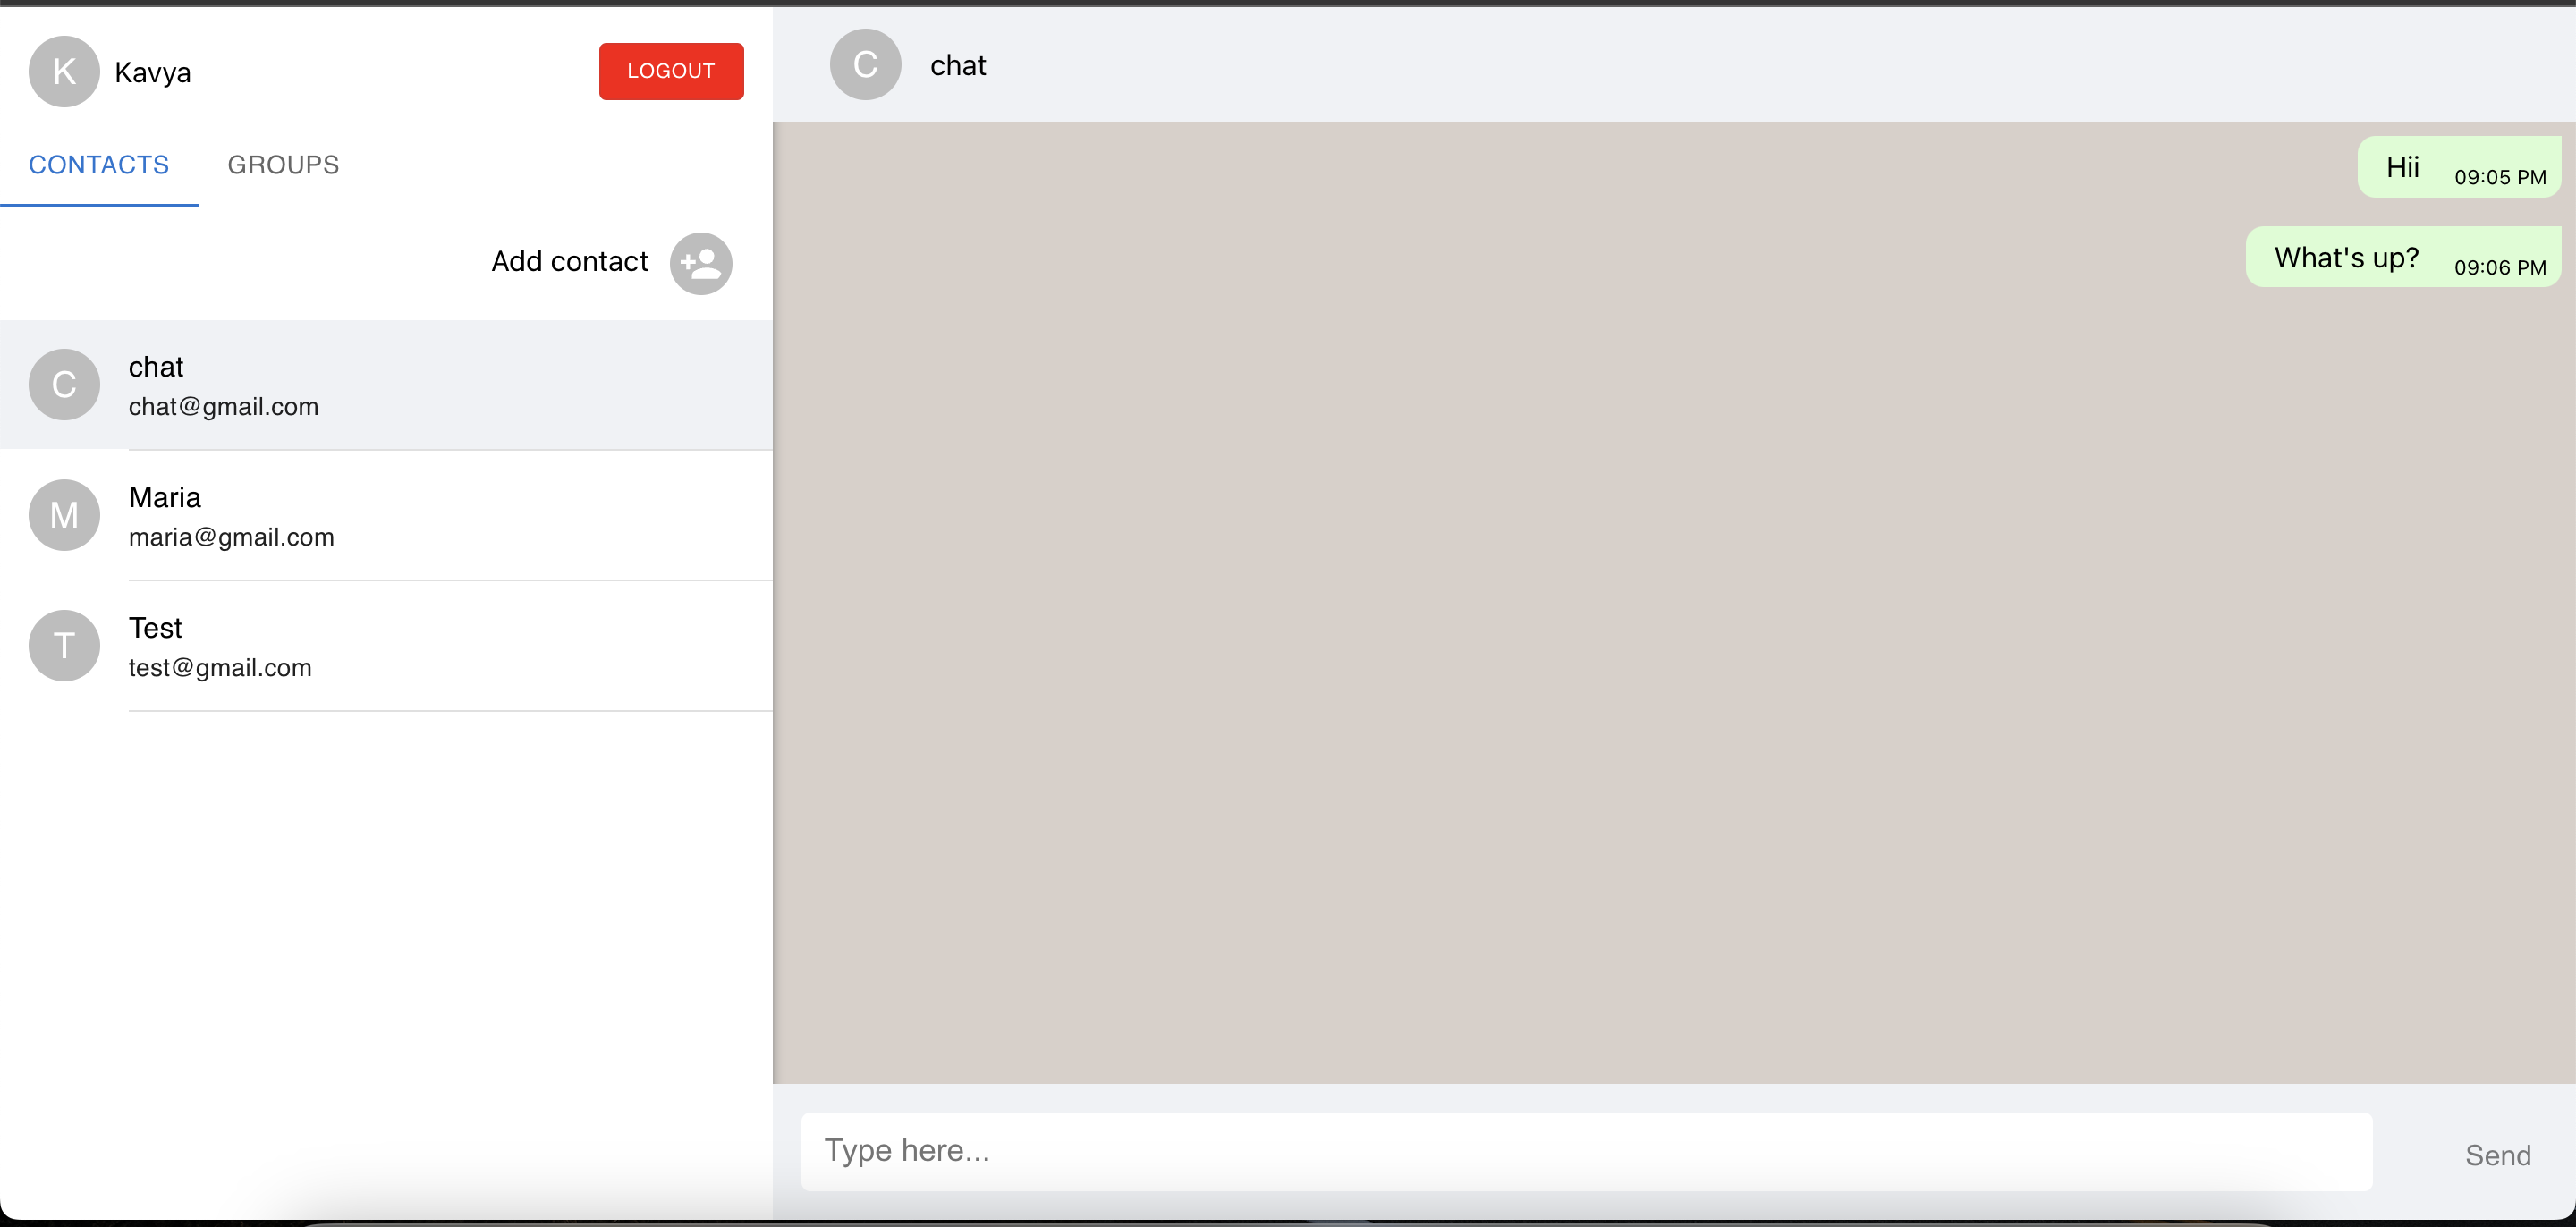 K Kavya LOGOUT
CONTACTS GROUPS
Add contact
C
chat
chat@gmail.com
M
Maria
maria@gmail.com
T
Test
test@gmail.com
C chat
Hii 09:05 PM
What's up? 09:06 PM
Type here... Send